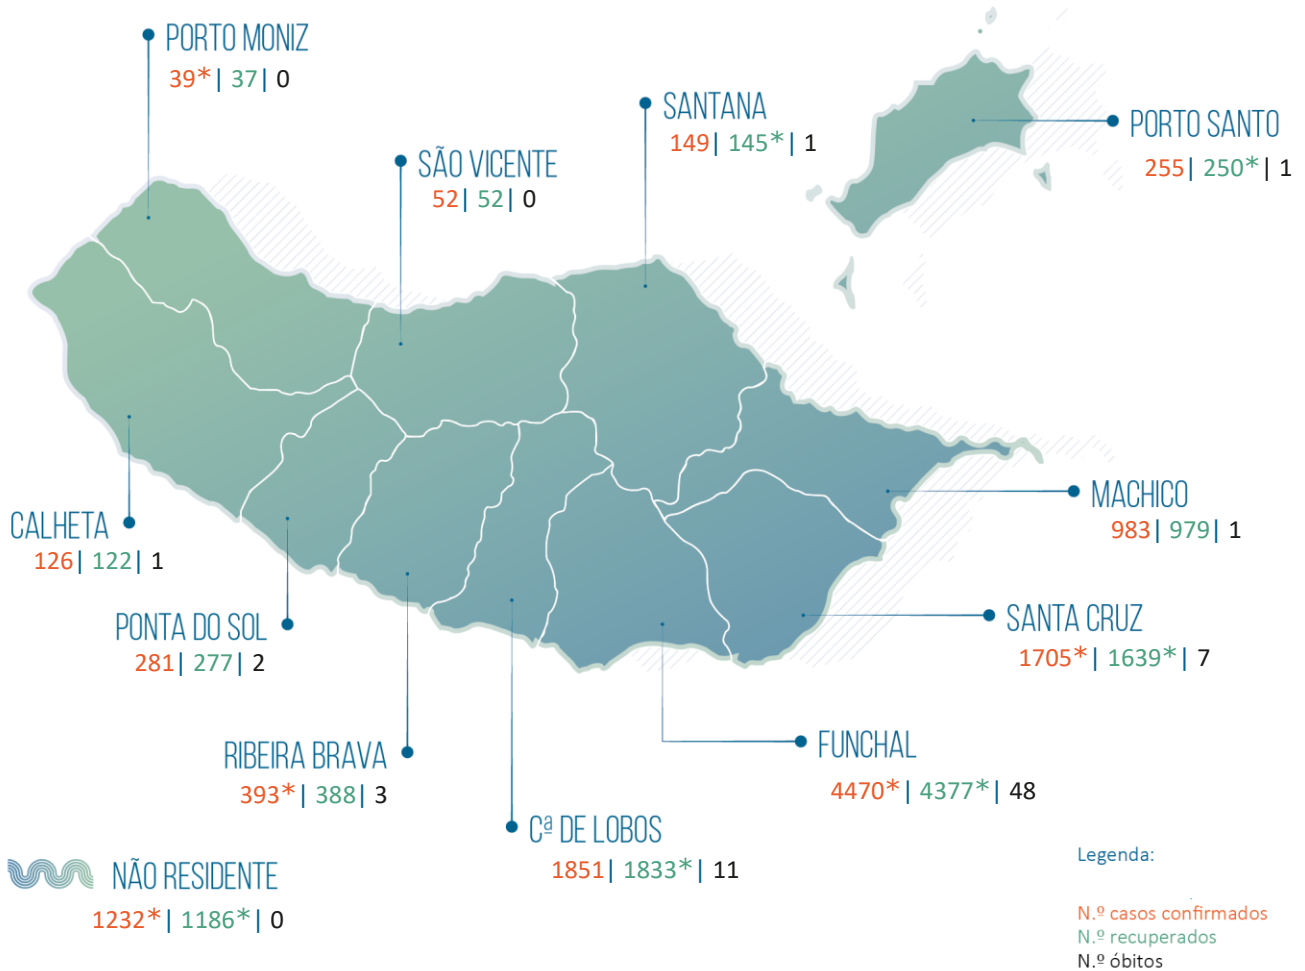 PORTO MONIZ
39*| 37| 0
SANTANA
149| 145*| 1
PORTO SANTO
255| 250*| 1
SÃO VICENTE
52| 52| 0
MACHICO
983| 979| 1
CALHETA
126| 122| 1
SANTA CRUZ
1705*| 1639*| 7
PONTA DO SOL
281| 277| 2
RIBEIRA BRAVA
393*| 388| 3
FUNCHAL
4470*| 4377*| 48
Cª DE LOBOS
1851| 1833*| 11
NÃO RESIDENTE
1232*| 1186*| 0
Legenda:
N.º casos confirmados
N.º recuperados
N.º óbitos